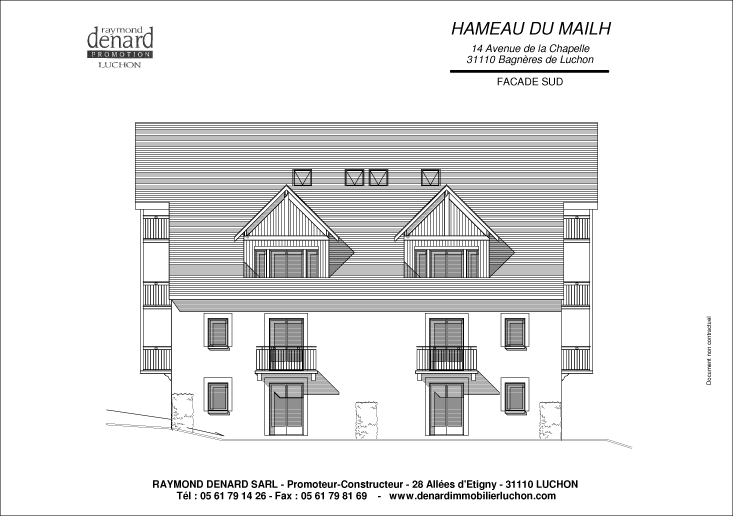 raymond
denard
PROMOTION
LUCHON
HAMEAU DU MAILH
14 Avenue de la Chapelle
31110 Bagnères de Luchon
FACADE SUD
Document non contractuel
RAYMOND DENARD SARL - Promoteur-Constructeur - 28 Allées d'Etigny - 31110 LUCHON
Tél : 05 61 79 14 26 - Fax : 05 61 79 81 69 - www.denardimmobilierluchon.com